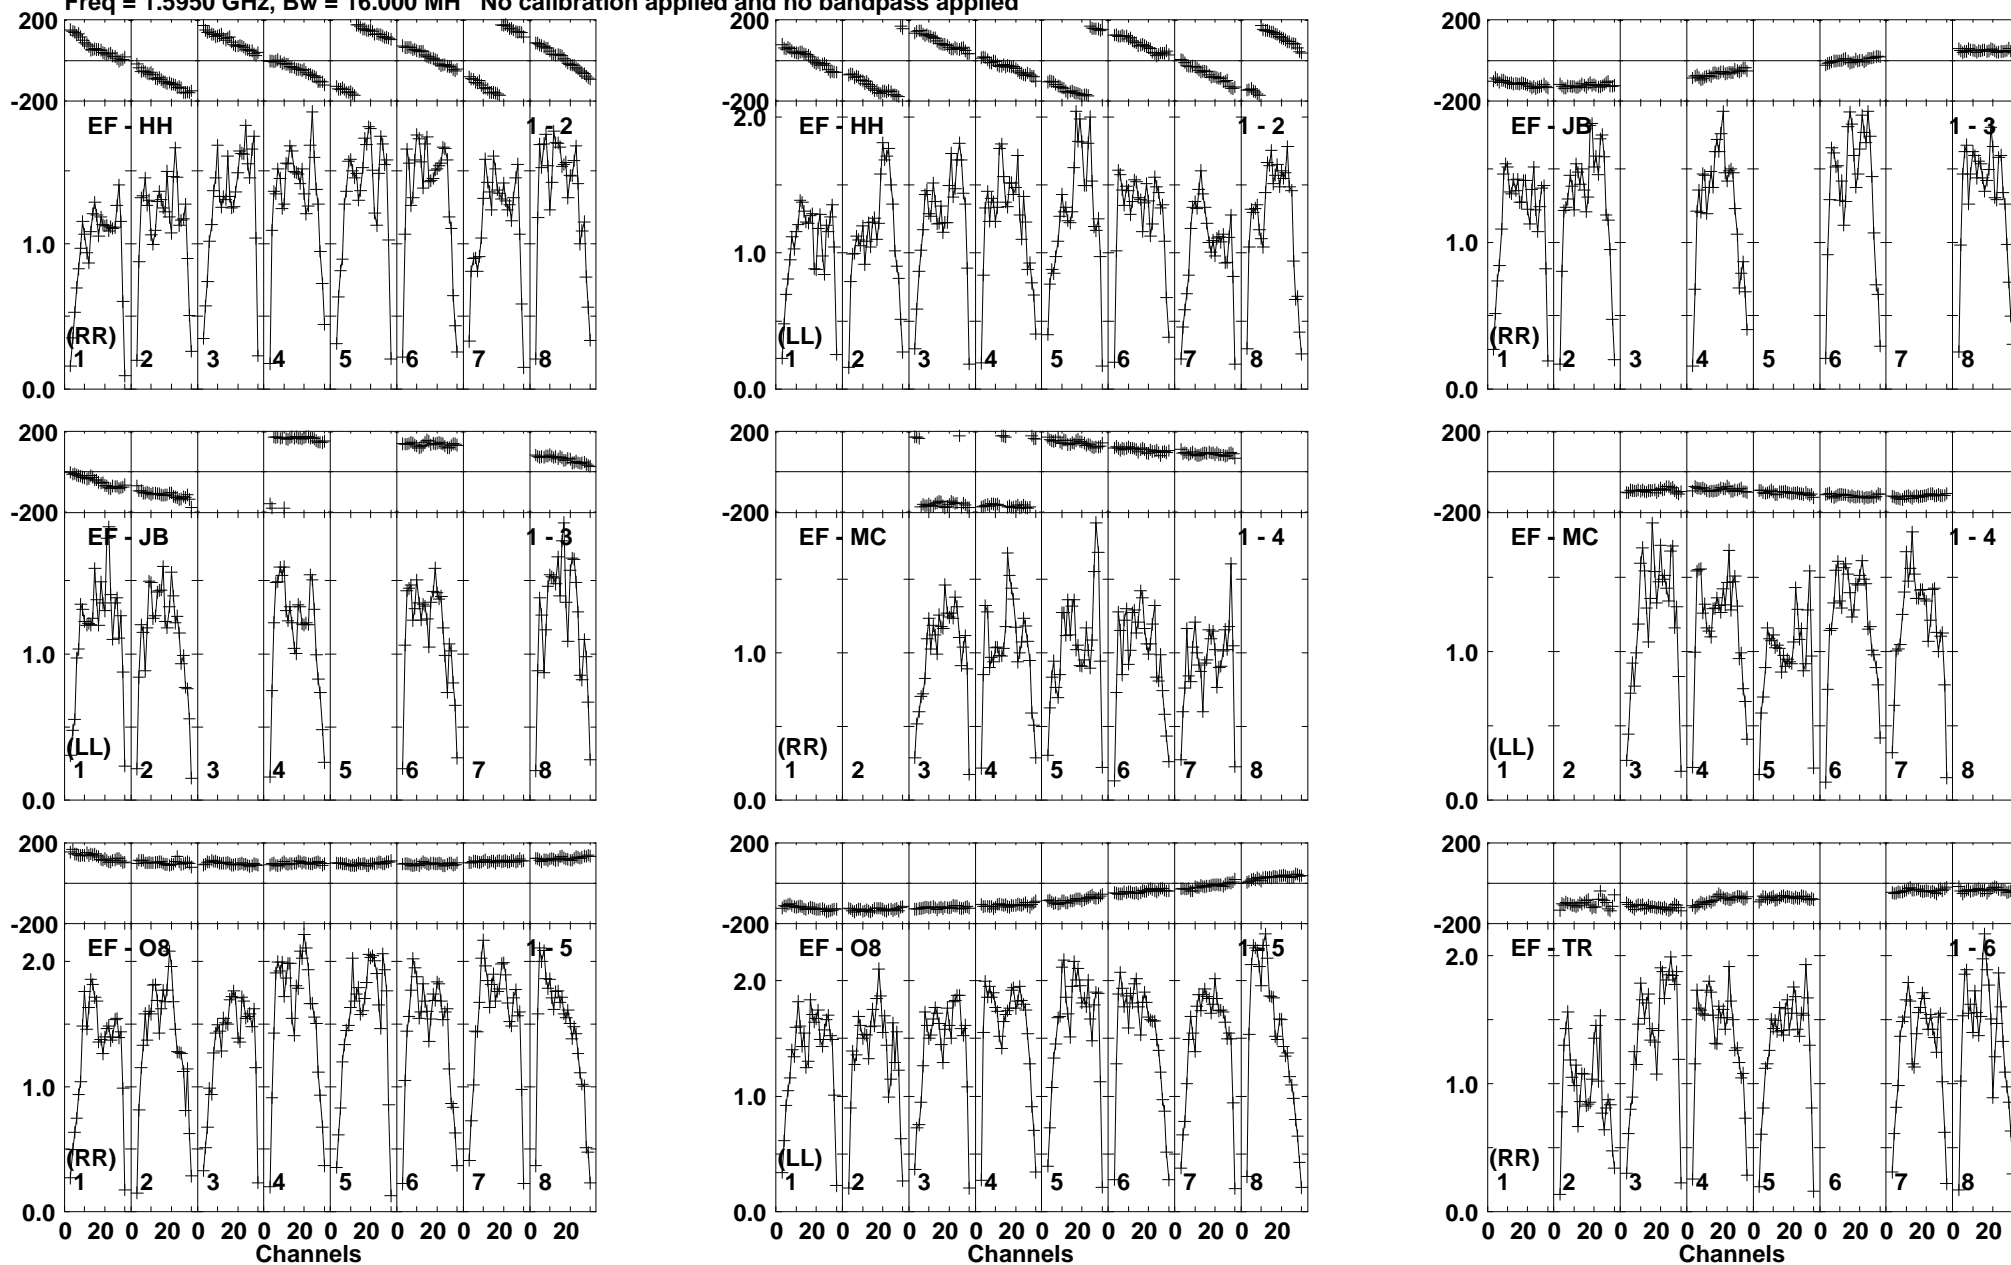 Freq = 1.5950 GHz, Bw = 16.000 MH No calibration applied and no bandpass applied
200 200 200
-200 -200 -200
EF - HH 1 - 2 2.0 EF - HH 1 - 2 EF - JB 1 - 3
1.0 1.0 1.0
(RR) (LL) (RR)
1 2 3 4 5 6 7 8 1 2 3 4 5 6 7 8 1 2 3 4 5 6 7 8
0.0 0.0 0.0
200 200 200
-200 -200 -200
EF - JB 1 - 3 EF - MC 1 - 4 EF - MC 1 - 4
1.0 1.0 1.0
(LL) (RR) (LL)
1 2 3 4 5 6 7 8 1 2 3 4 5 6 7 8 1 2 3 4 5 6 7 8
0.0 0.0 0.0
200 200 200
-200 -200 -200
EF - O8 1 - 5 EF - O8 1 - 5 EF - TR 1 - 6
2.0 2.0 2.0
1.0 1.0 1.0
(RR) (LL) (RR)
1 2 3 4 5 6 7 8 1 2 3 4 5 6 7 8 1 2 3 4 5 6 7 8
0.0 0.0 0.0
0 20 0 20 0 20 0 20 0 20 0 20 0 20 0 20 0 20 0 20 0 20 0 20 0 20 0 20 0 20 0 20 0 20 0 20 0 20 0 20 0 20 0 20 0 20 0 20
Channels Channels Channels